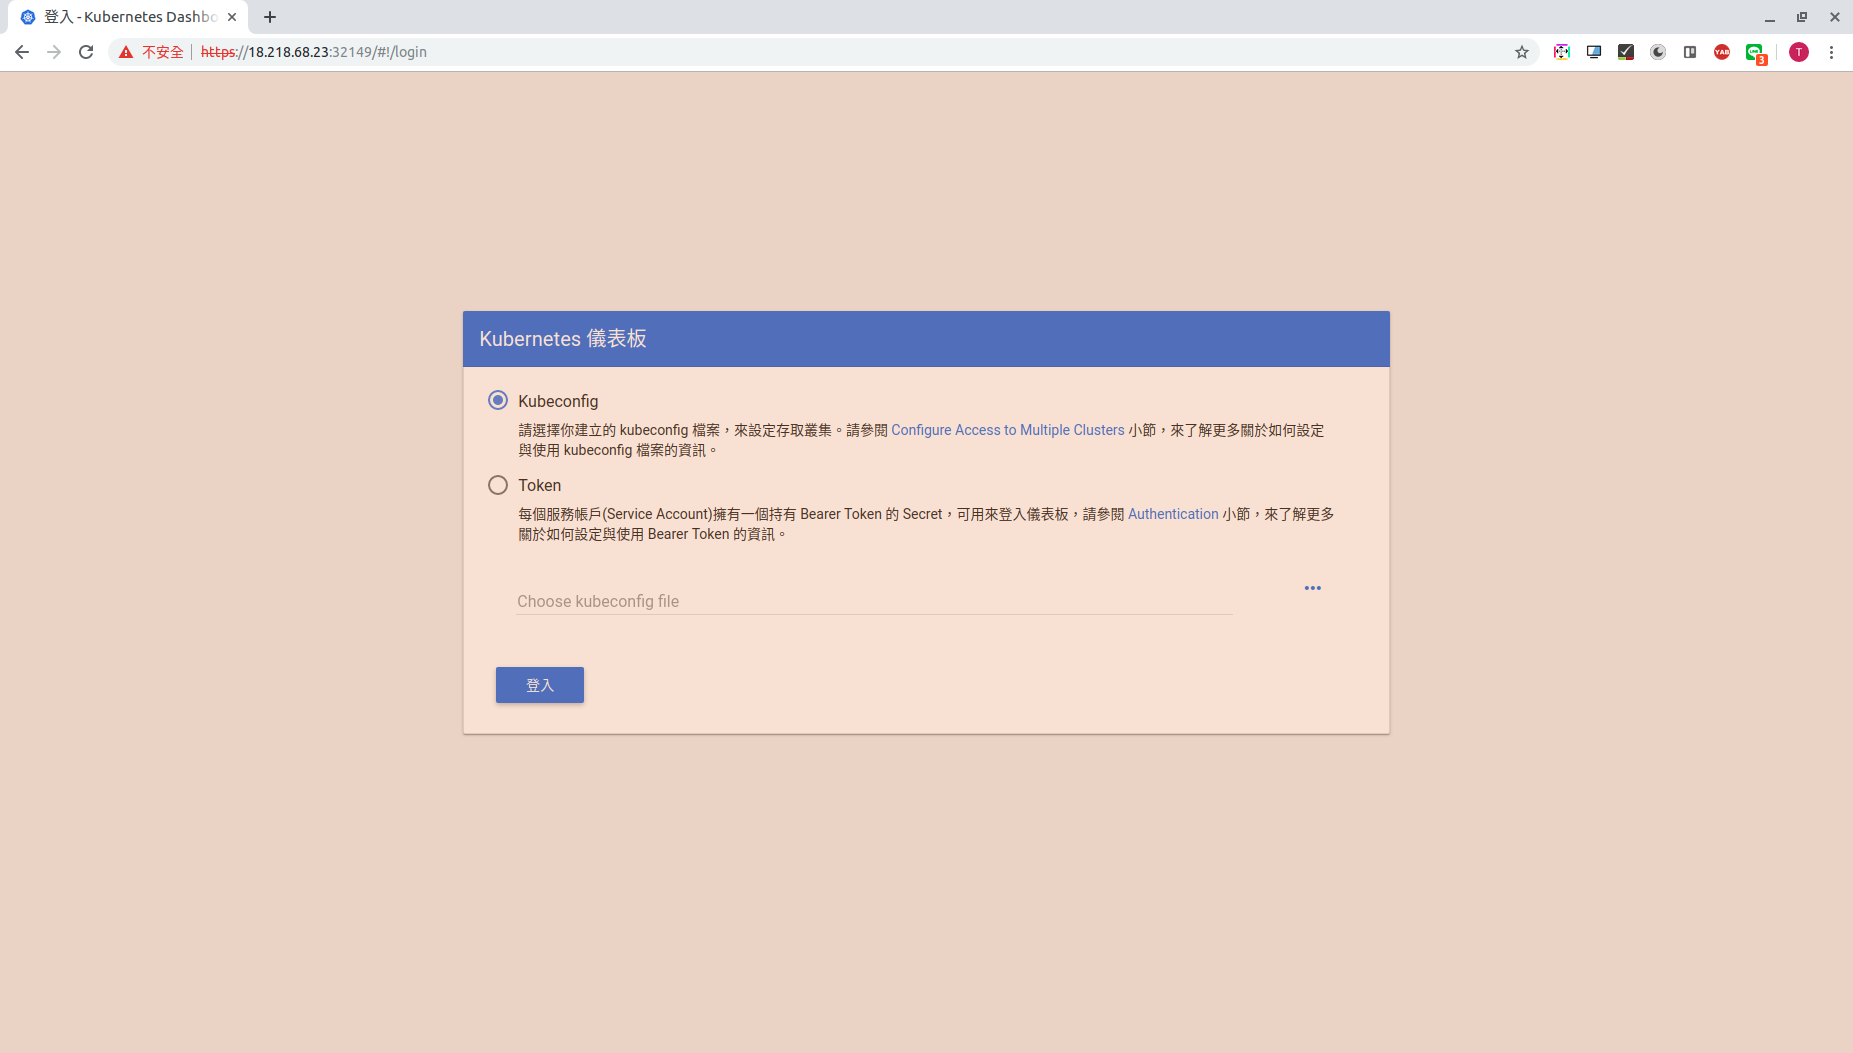 登入 - Kubernetes Dashbo
不安全 https://18.218.68.23:32149/#!/login
YAB
3
T
Kubernetes 儀表板
Kubeconfig
請選擇你建立的 kubeconfig 檔案，來設定存取叢集。請參閱 Configure Access to Multiple Clusters 小節，來了解更多關於如何設定
與使用 kubeconfig 檔案的資訊。
Token
每個服務帳戶(Service Account)擁有一個持有 Bearer Token 的 Secret，可用來登入儀表板，請參閱 Authentication 小節，來了解更多
關於如何設定與使用 Bearer Token 的資訊。
Choose kubeconfig file
登入